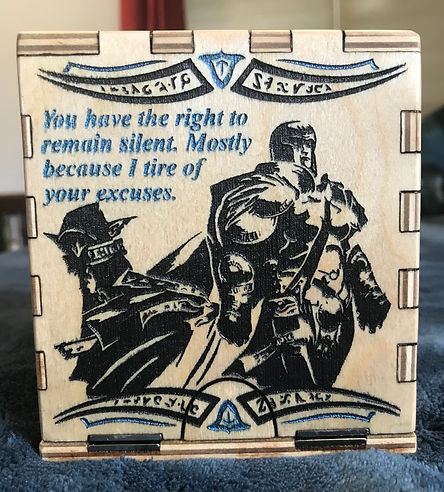 You have the right to
remain silent. Mostly
because I tire of
your excuses.